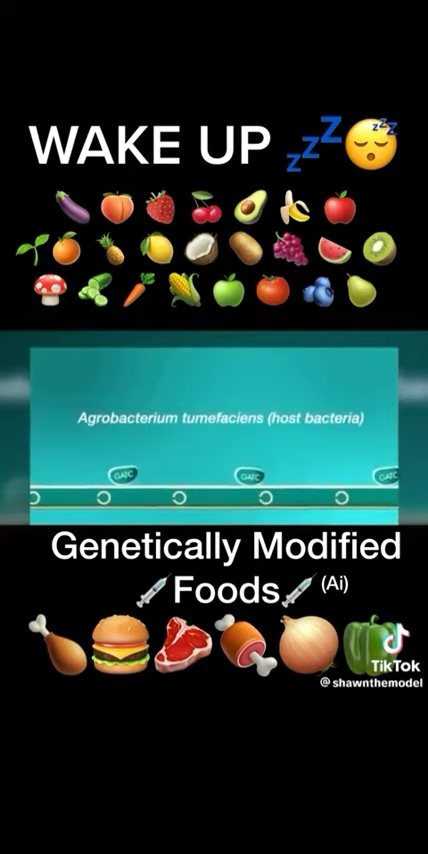 WAKE UP 💤😴
🍆🍑🍓🍒🥑🍌🍎
🌱🍊🍍🍋🥥🥔🍇🍉🥝
🍄🥒🥕🌽🍏🍅🫐🍐
Agrobacterium tumefaciens (host bacteria)
GATC GATC GATC
Genetically Modified
💉Foods💉(Ai)
🍗🍔🥩🍖🧅🫑
TikTok
@shawnthemodel